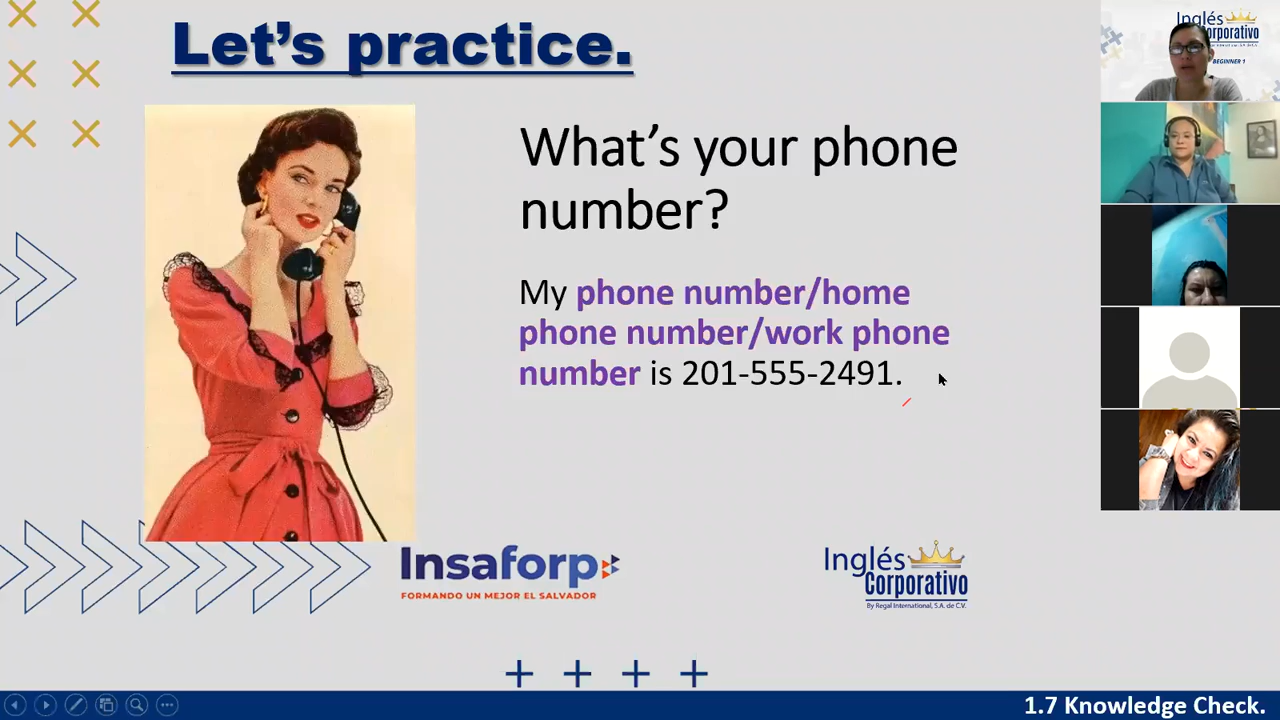 Let's practice.
What's your phone
number?
My phone number/home
phone number/work phone
number is 201-555-2491.
Insaforp
FORMANDO UN MEJOR EL SALVADOR
Inglés
Corporativo
By Regal International, S.A. de C.V.
1.7 Knowledge Check.
Inglés
Corporativo
BEGINNER 1